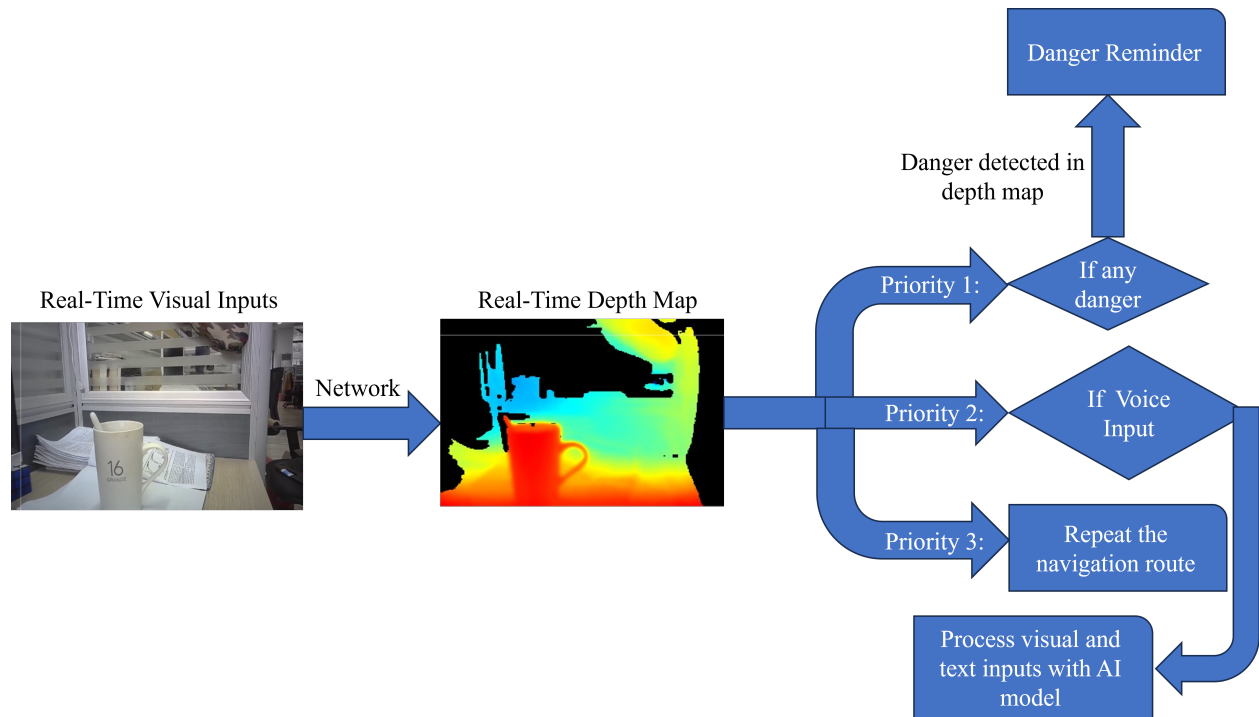 Danger Reminder
Danger detected in
depth map
If any
danger
Priority 1:
Real-Time Visual Inputs
Real-Time Depth Map
Network
16
Priority 2:
If Voice
Input
Priority 3:
Repeat the
navigation route
Process visual and
text inputs with AI
model